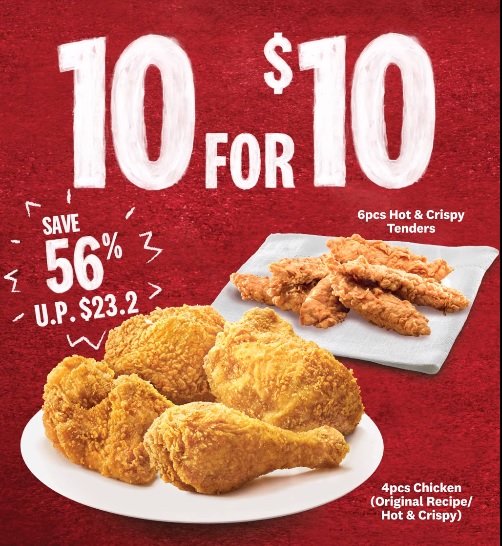 10 FOR $10
SAVE
56%
U.P. $23.2
6pcs Hot & Crispy
Tenders
4pcs Chicken
(Original Recipe/
Hot & Crispy)